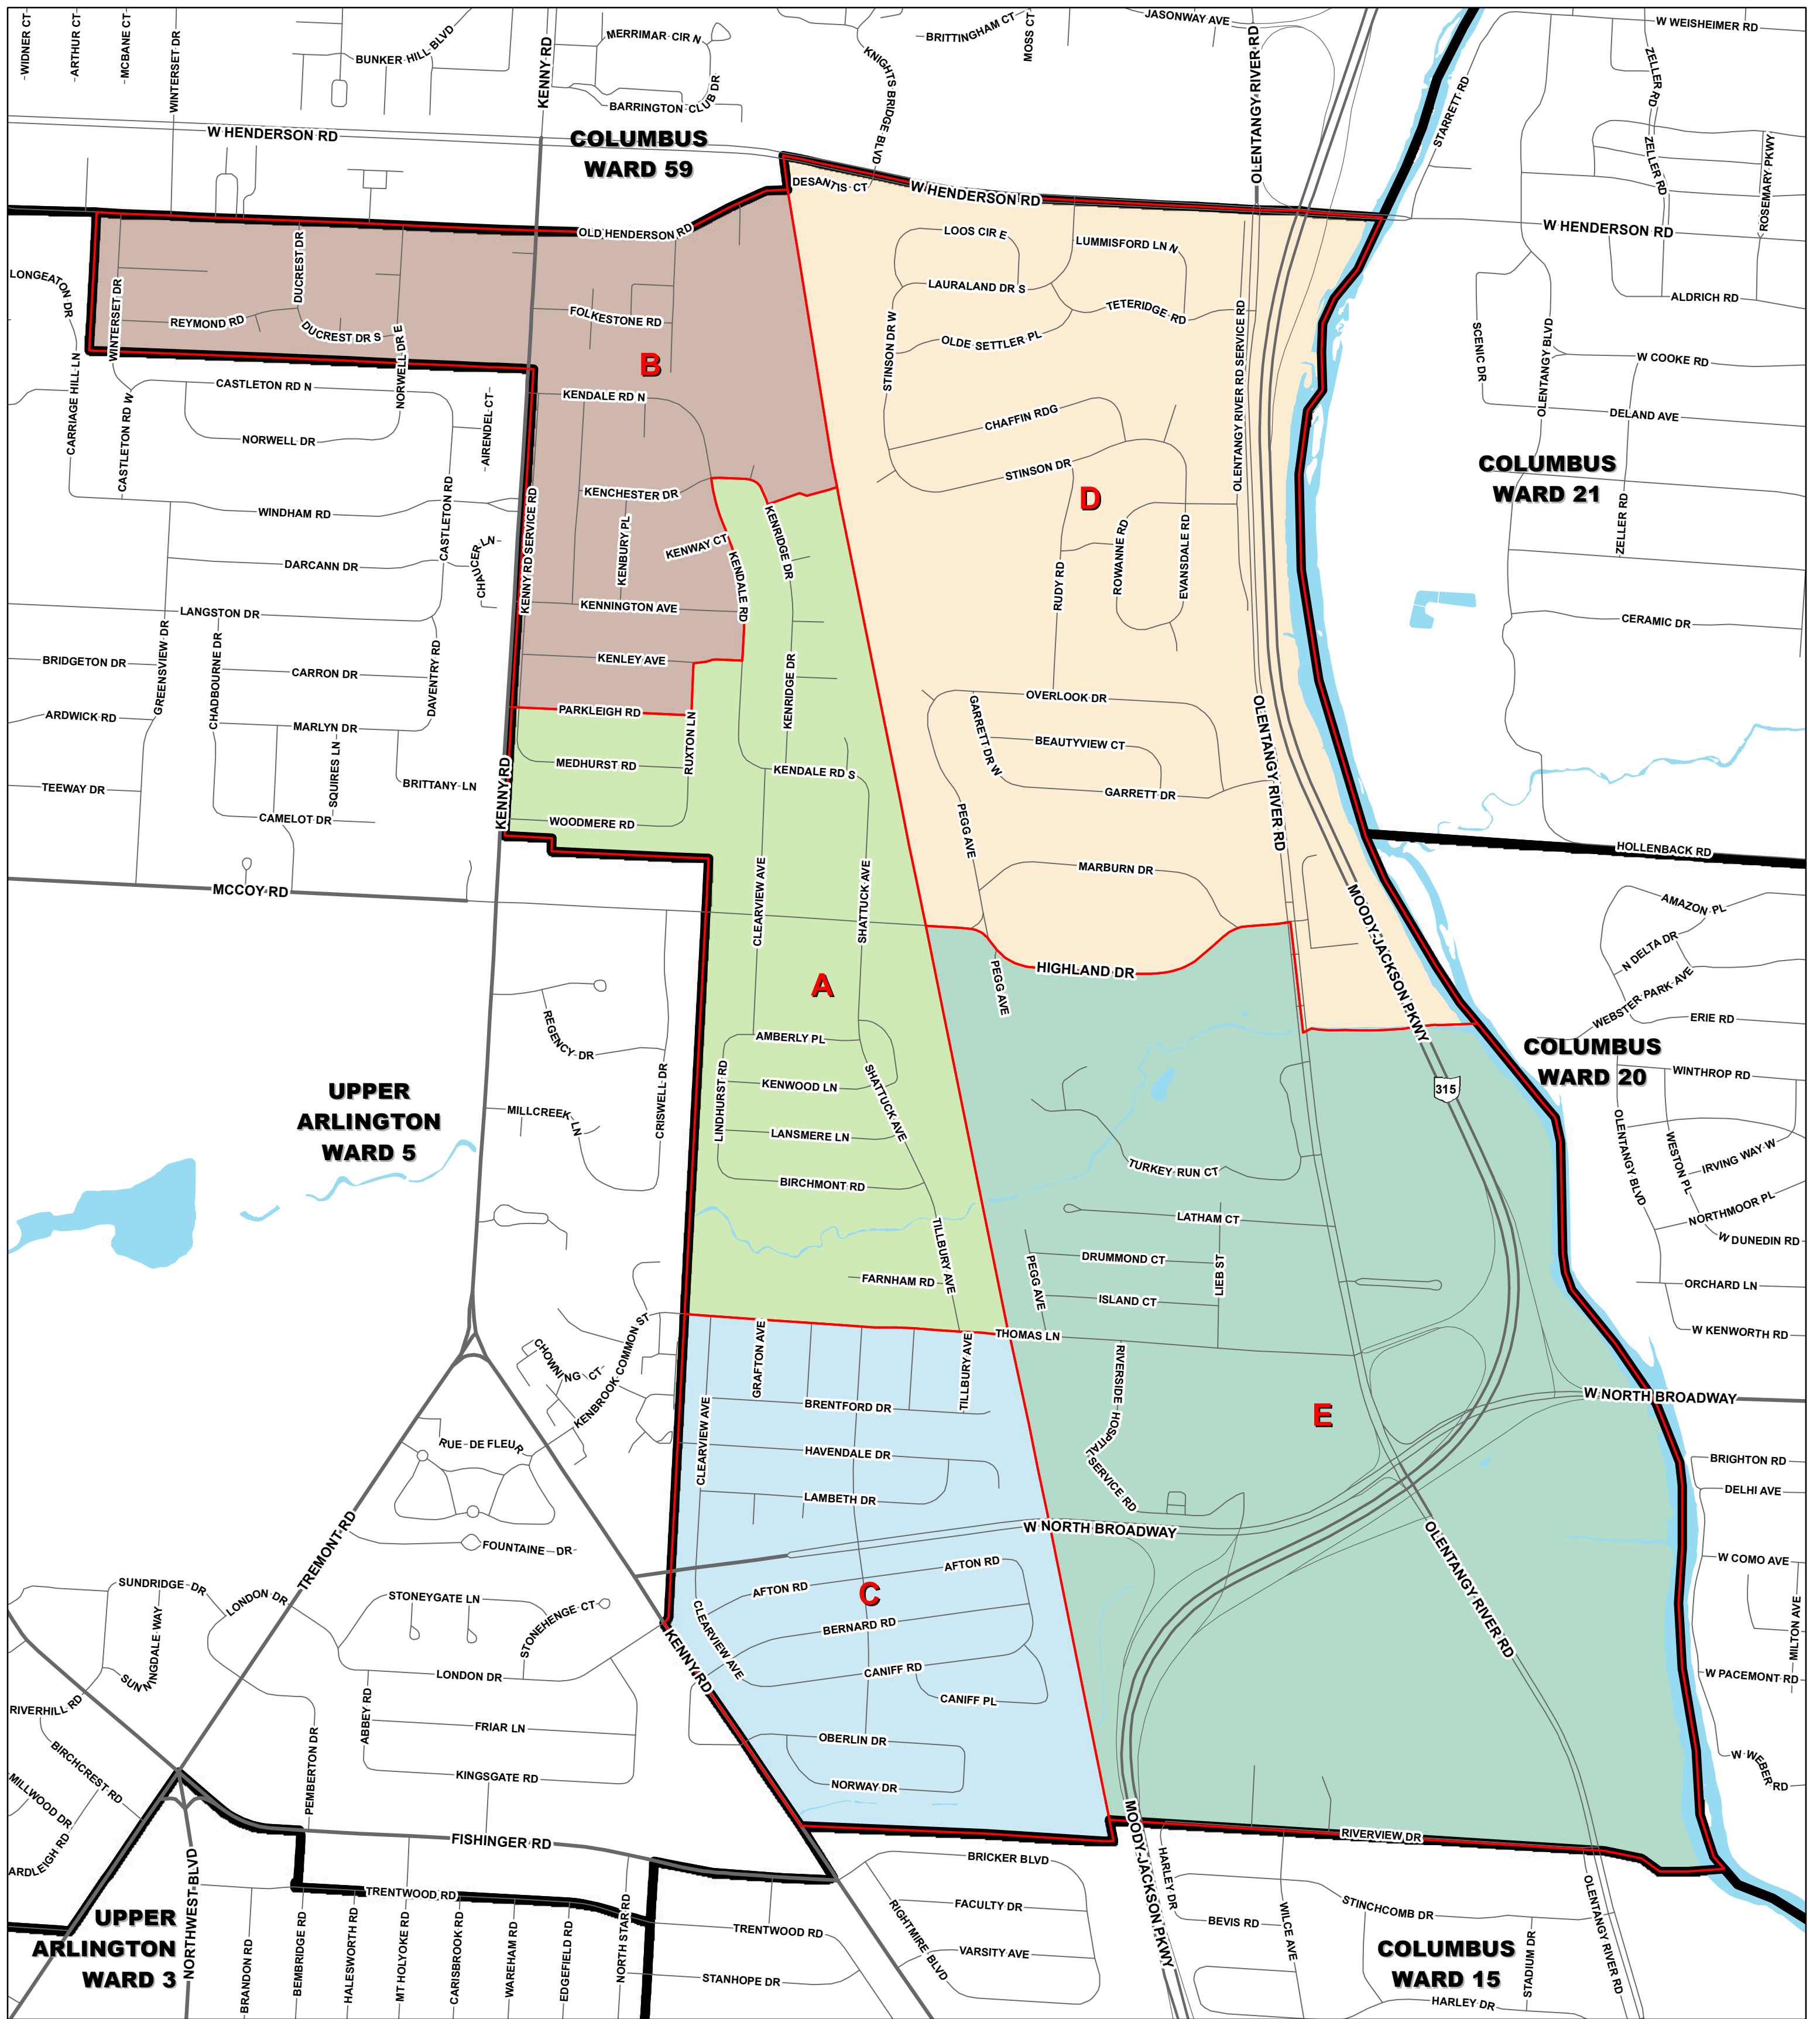 WIDNER CT
ARTHUR CT
MCBANE CT
WINTERSET DR
BUNKER HILL BLVD
KENNY RD
MERRIMAR CIR N
BARRINGTON CLUB DR
KNIGHTS BRIDGE BLVD
BRITTINGHAM CT
MOSS CT
JASONWAY AVE
OLENTANGY RIVER RD
STARRETT RD
W WEISHEIMER RD
ZELLER RD
ZELLER RD
ROSEMARY PKWY
W HENDERSON RD
COLUMBUS
WARD 59
DESANTIS CT
W HENDERSON RD
W HENDERSON RD
OLD HENDERSON RD
LONGEATON DR
WINTERSET DR
DUCREST DR
REYMOND RD
DUCREST DR S
NORWELL DR E
FOLKESTONE RD
B
LOOS CIR E
LUMMISFORD LN N
LAURALAND DR S
TETERIDGE RD
OLDE SETTLER PL
STINSON DR W
OLENTANGY RIVER RD SERVICE RD
ALDRICH RD
SCENIC DR
OLENTANGY BLVD
W COOKE RD
DELAND AVE
CARRIAGE HILL LN
CASTLETON RD W
CASTLETON RD N
NORWELL DR
AIRENDEL CT
KENDALE RD N
CHAFFIN RDG
STINSON DR
D
COLUMBUS
WARD 21
ZELLER RD
WINDHAM RD
CASTLETON RD
KENNY RD SERVICE RD
KENCHESTER DR
KENBURY PL
KENWAY CT
KENDALE RD
KENRIDGE DR
RUDY RD
ROWANNE RD
EVANSDALE RD
DARCANN DR
CHAUCER LN
LANGSTON DR
KENNINGTON AVE
CERAMIC DR
BRIDGETON DR
GREENSVIEW DR
CHADBOURNE DR
CARRON DR
DAVENTRY RD
KENLEY AVE
KENRIDGE DR
ARDWICK RD
MARLYN DR
SQUIRES LN
PARKLEIGH RD
RUXTON LN
OVERLOOK DR
GARRETT DR W
BEAUTYVIEW CT
OLENTANGY RIVER RD
TEEWAY DR
BRITTANY LN
KENNY RD
MEDHURST RD
KENDALE RD S
GARRETT DR
CAMELOT DR
WOODMERE RD
PEGG AVE
HOLLENBACK RD
MCCOY RD
CLEARVIEW AVE
SHATTUCK AVE
MARBURN DR
MOODY-JACKSON PKWY
AMAZON PL
N DELTA DR
WEBSTER PARK AVE
ERIE RD
A
PEGG AVE
HIGHLAND DR
REGENCY DR
CRISWELL DR
AMBERLY PL
KENWOOD LN
LINDHURST RD
SHATTUCK AVE
LANSMERE LN
BIRCHMONT RD
COLUMBUS
WARD 20
WINTHROP RD
315
UPPER
ARLINGTON
WARD 5
MILLCREEK LN
TURKEY RUN CT
OLENTANGY BLVD
WESTON PL
IRVING WAY W
NORTHMOOR PL
W DUNEDIN RD
LATHAM CT
TILLBURY AVE
DRUMMOND CT
PEGG AVE
LIEB ST
ISLAND CT
FARNHAM RD
ORCHARD LN
W KENWORTH RD
THOMAS LN
CHOWNING CT
KENBROOK COMMON ST
GRAFTON AVE
TILLBURY AVE
RIVERSIDE HOSPITAL SERVICE RD
W NORTH BROADWAY
CLEARVIEW AVE
BRENTFORD DR
E
RUE DE FLEUR
HAVENDALE DR
LAMBETH DR
BRIGHTON RD
DELHI AVE
TREMONT RD
FOUNTAINE DR
W NORTH BROADWAY
OLENTANGY RIVER RD
W COMO AVE
SUNDRIDGE DR
SUNNINGDALE WAY
LONDON DR
STONEYGATE LN
STONEHENGE CT
AFTON RD
AFTON RD
C
BERNARD RD
CLEARVIEW AVE
KENNY RD
MILTON AVE
LONDON DR
ABBEY RD
CANIFF RD
CANIFF PL
W PACEMONT RD
RIVERHILL RD
BIRCHCREST RD
PEMBERTON DR
FRIAR LN
OBERLIN DR
W WEBER RD
MILLWOOD DR
KINGSGATE RD
NORWAY DR
ARDLEIGH RD
FISHINGER RD
MOODY-JACKSON PKWY
RIVERVIEW DR
NORTHWEST BLVD
BRICKER BLVD
HARLEY DR
TRENTWOOD RD
UPPER
ARLINGTON
WARD 3
BRANDON RD
BEMBRIDGE RD
HALESWORTH RD
MT HOLYOKE RD
CARISBROOK RD
WAREHAM RD
EDGEFIELD RD
NORTH STAR RD
TRENTWOOD RD
STANHOPE DR
RIGHTMIRE BLVD
FACULTY DR
VARSITY AVE
BEVIS RD
WILCE AVE
STINCHCOMB DR
COLUMBUS
WARD 15
STADIUM DR
HARLEY DR
OLENTANGY RIVER RD